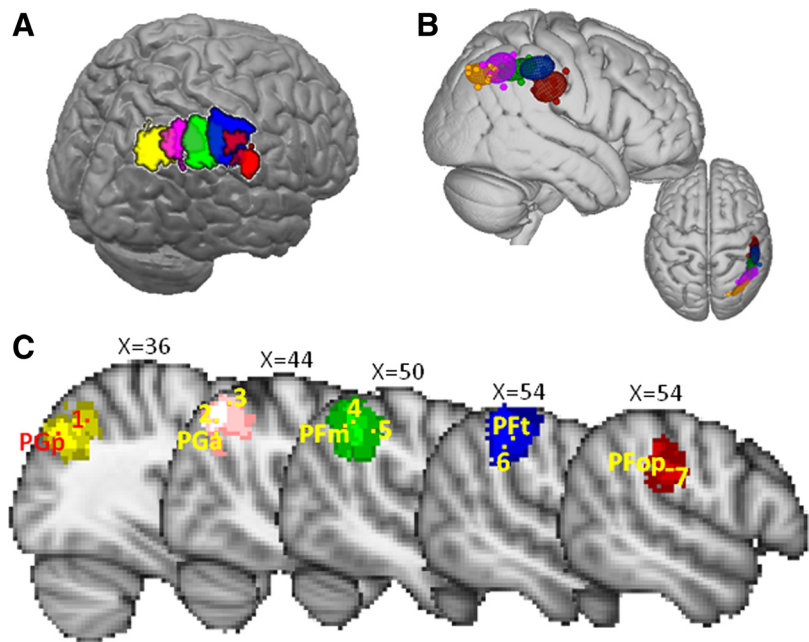 A
B
C
X=36
X=44
X=50
X=54
X=54
1
PGp
2 3
PGa
4
PFm 5
PFt
6
PFop 7